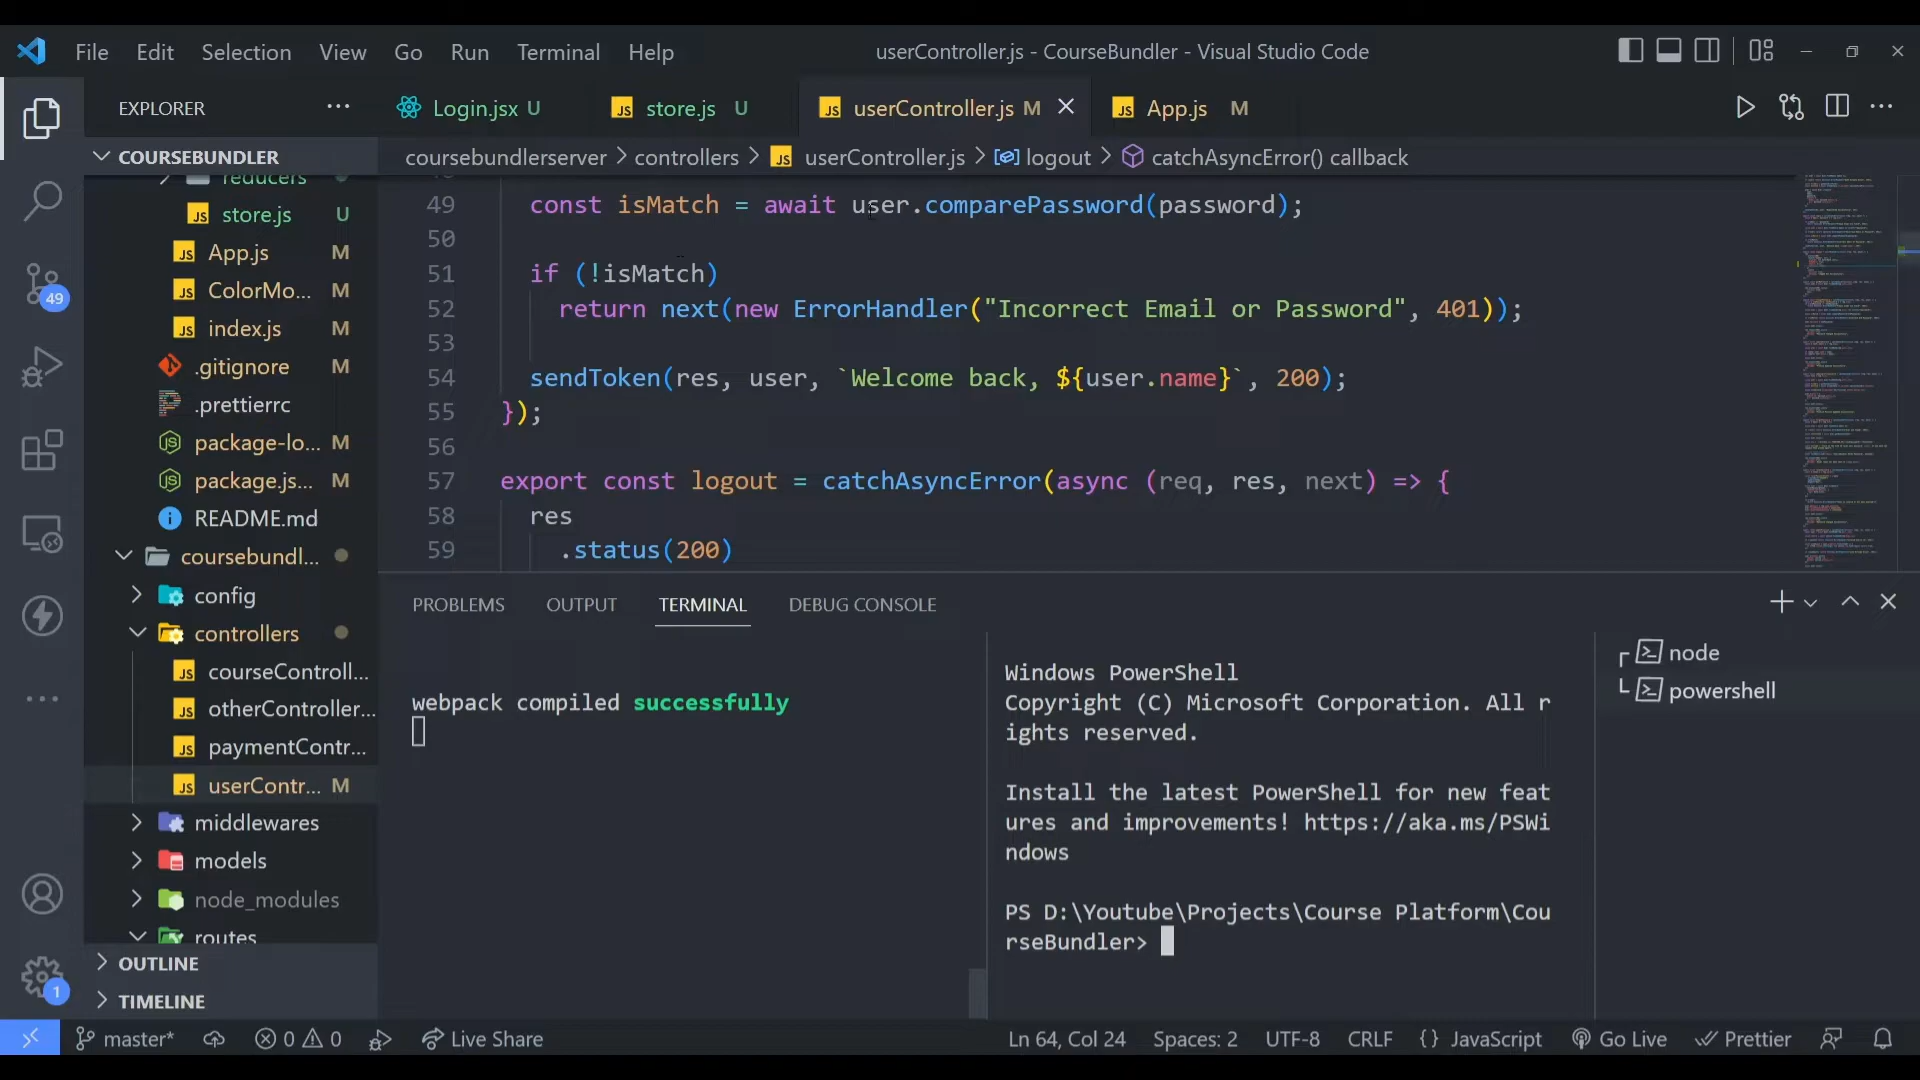 File Edit Selection View Go Run Terminal Help
userController.js - CourseBundler - Visual Studio Code
EXPLORER
Login.jsx U
store.js U
userController.js M
App.js M
COURSEBUNDLER
coursebundlerserver > controllers > userController.js > logout > catchAsyncError() callback
reducers
store.js U
App.js M
ColorMo... M
index.js M
.gitignore M
.prettierrc
package-lo... M
package.js... M
README.md
coursebundl...
config
controllers
courseControll...
otherController...
paymentContr...
userContr... M
middlewares
models
node_modules
routes
OUTLINE
TIMELINE
49
1
49 const isMatch = await user.comparePassword(password);
50
51 if (!isMatch)
52 return next(new ErrorHandler("Incorrect Email or Password", 401));
53
54 sendToken(res, user, `Welcome back, ${user.name}`, 200);
55 });
56
57 export const logout = catchAsyncError(async (req, res, next) => {
58 res
59 .status(200)
PROBLEMS OUTPUT TERMINAL DEBUG CONSOLE
webpack compiled successfully
Windows PowerShell
Copyright (C) Microsoft Corporation. All r
ights reserved.
Install the latest PowerShell for new feat
ures and improvements! https://aka.ms/PSWi
ndows
PS D:\Youtube\Projects\Course Platform\Cou
rseBundler>
node
powershell
master* 0 0 Live Share
Ln 64, Col 24 Spaces: 2 UTF-8 CRLF {} JavaScript Go Live Prettier